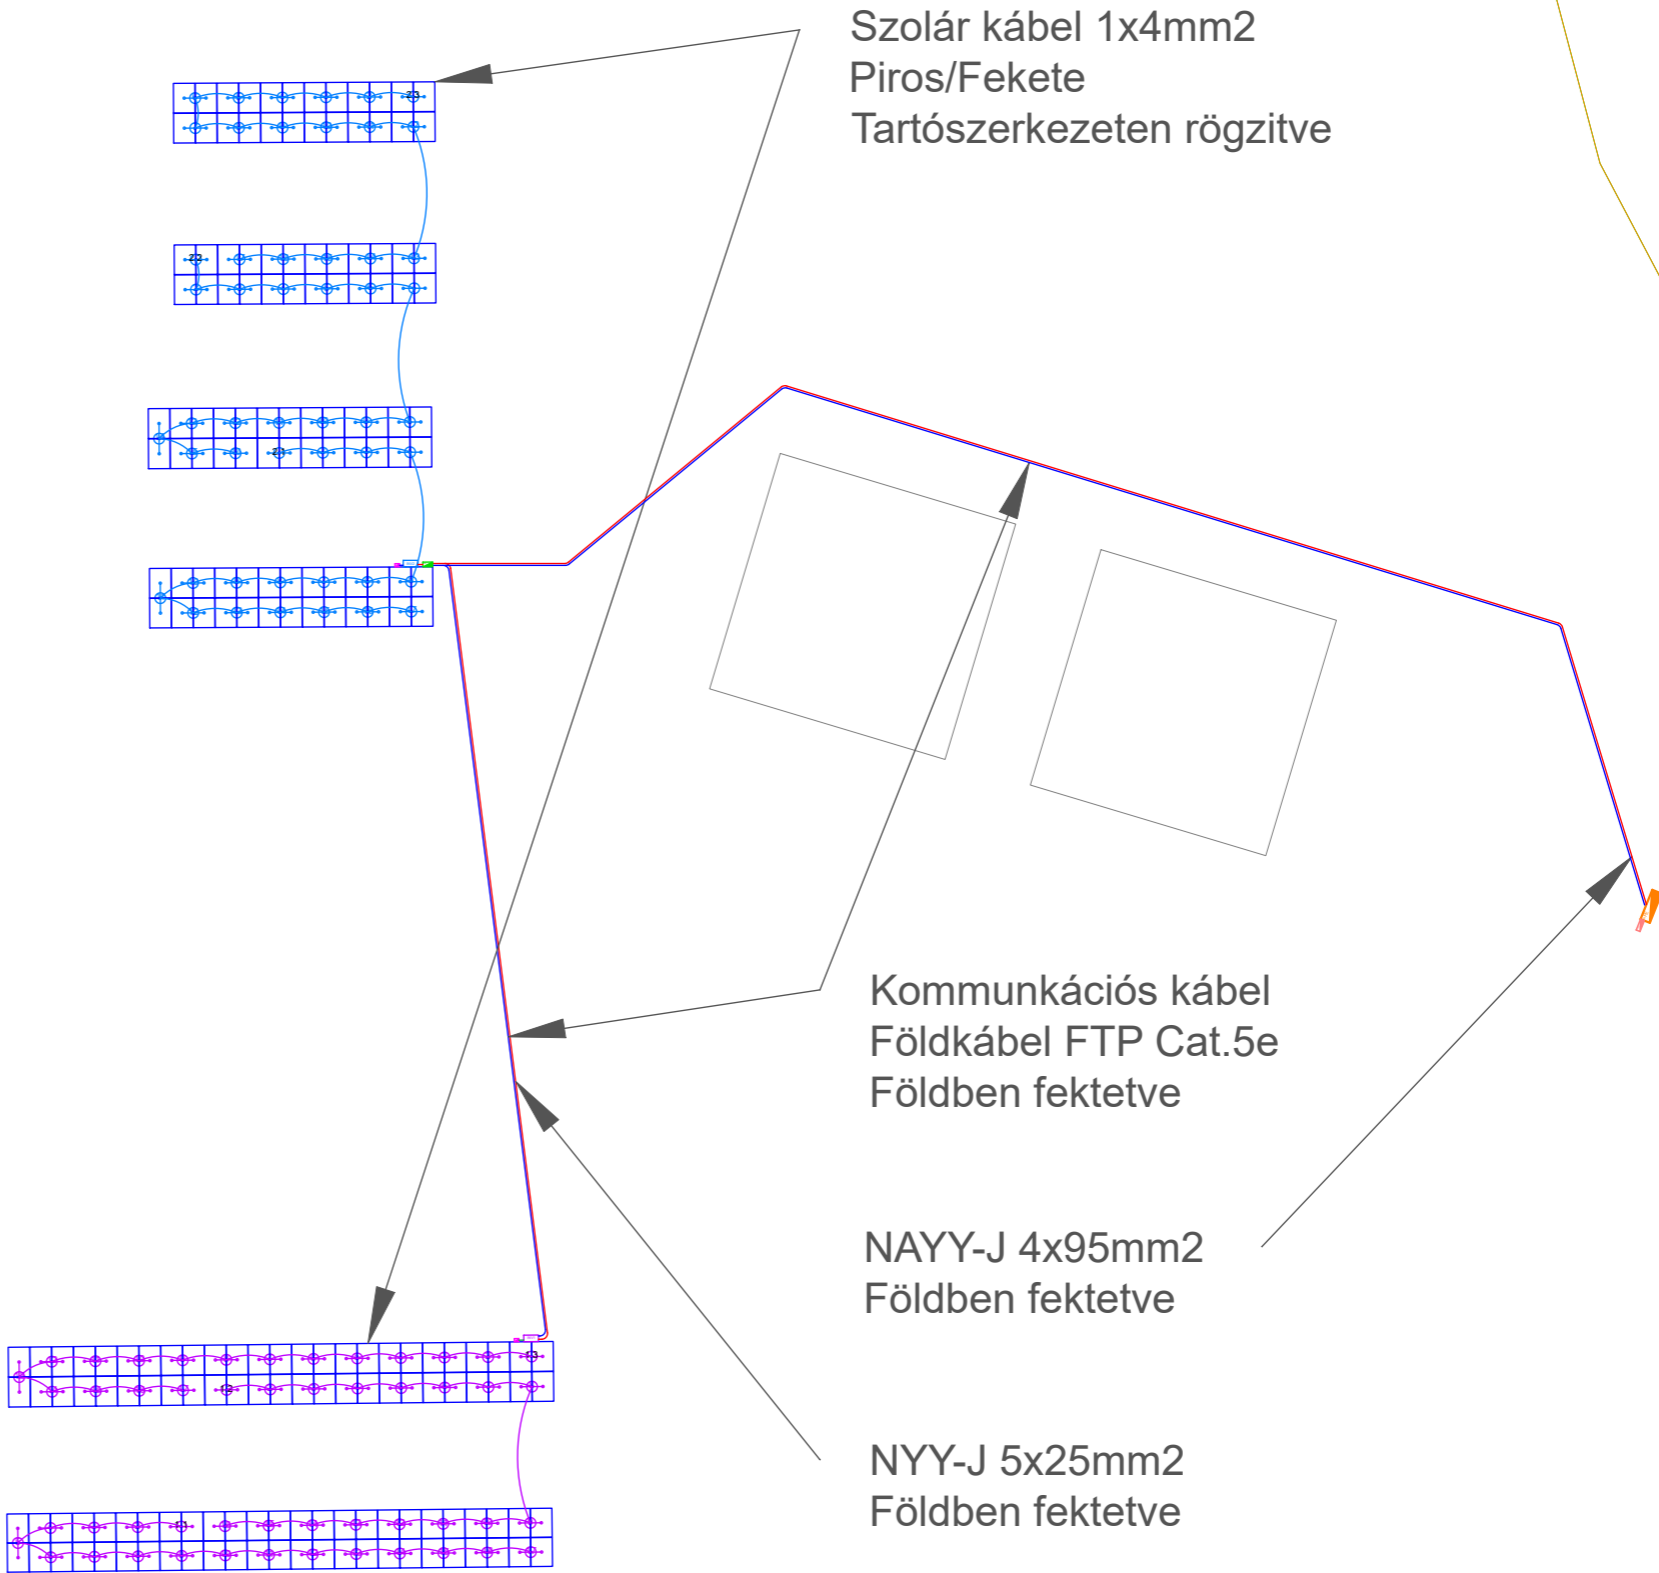 Szolár kábel 1x4mm2
Piros/Fekete
Tartószerkezeten rögzitve
Kommunkációs kábel
Földkábel FTP Cat.5e
Földben fektetve
NAYY-J 4x95mm2
Földben fektetve
NYY-J 5x25mm2
Földben fektetve